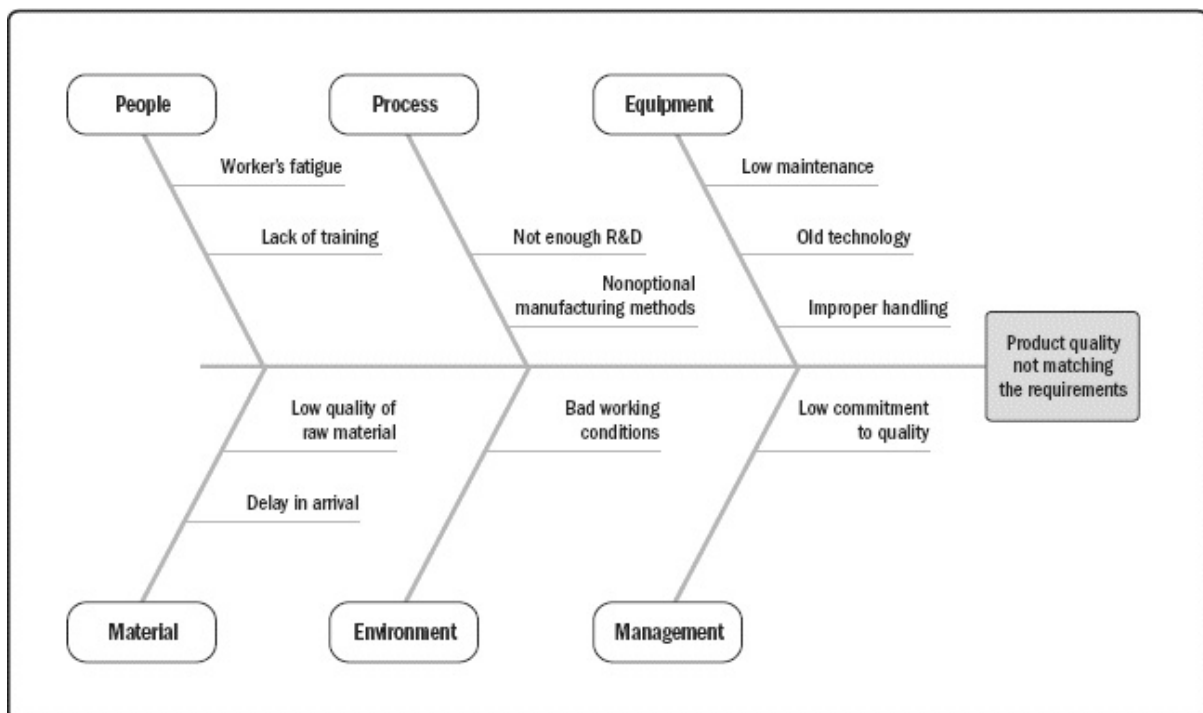 People
Process
Equipment
Worker's fatigue
Low maintenance
Lack of training
Not enough R&D
Old technology
Nonoptional
manufacturing methods
Improper handling
Product quality
not matching
the requirements
Low quality of
raw material
Bad working
conditions
Low commitment
to quality
Delay in arrival
Material
Environment
Management